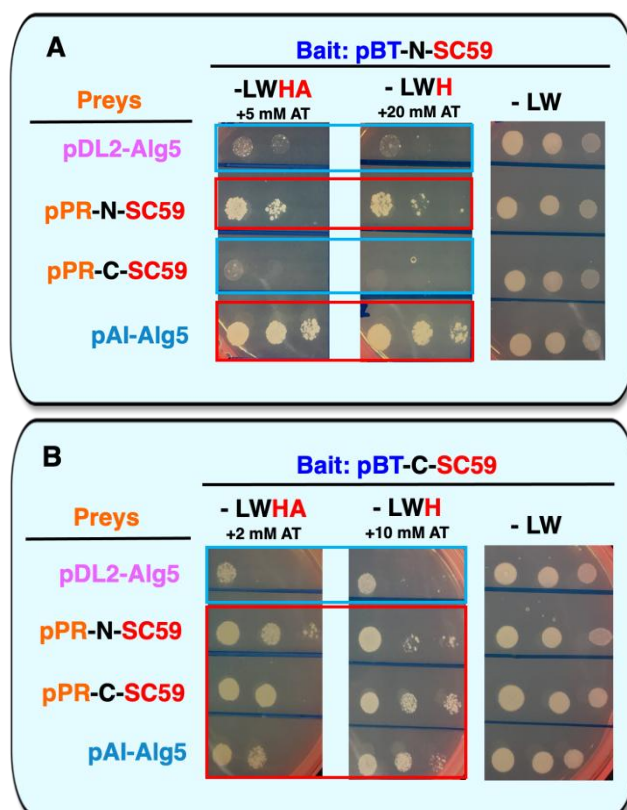 A
Bait: pBT-N-SC59
Preys
-LWHA
+5 mM AT
- LWH
+20 mM AT
- LW
pDL2-Alg5
pPR-N-SC59
pPR-C-SC59
pAI-Alg5
B
Bait: pBT-C-SC59
Preys
- LWHA
+2 mM AT
- LWH
+10 mM AT
- LW
pDL2-Alg5
pPR-N-SC59
pPR-C-SC59
pAI-Alg5